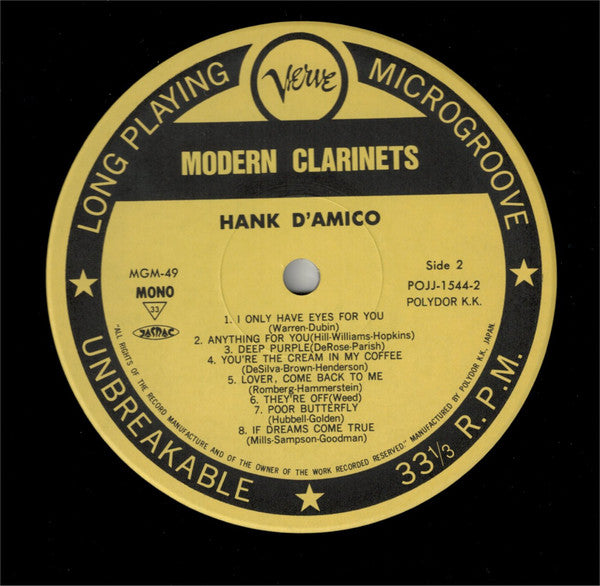 Verve
LONG PLAYING
MICROGROOVE
MODERN CLARINETS
HANK D'AMICO
MGM-49
MONO
33
JASRAC
Side 2
POJJ-1544-2
POLYDOR K.K.
1. I ONLY HAVE EYES FOR YOU
(Warren-Dubin)
2. ANYTHING FOR YOU(Hill-Williams-Hopkins)
3. DEEP PURPLE(DeRose-Parish)
4. YOU'RE THE CREAM IN MY COFFEE
(DeSilva-Brown-Henderson)
5. LOVER, COME BACK TO ME
(Romberg-Hammerstein)
6. THEY'RE OFF(Weed)
7. POOR BUTTERFLY
(Hubbell-Golden)
8. IF DREAMS COME TRUE
(Mills-Sampson-Goodman)
"ALL RIGHTS OF THE RECORD MANUFACTURE AND OF THE OWNER OF THE WORK RECORDED RESERVED." MANUFACTURED BY POLYDOR K.K., JAPAN.
UNBREAKABLE
33 1/3 R.P.M.